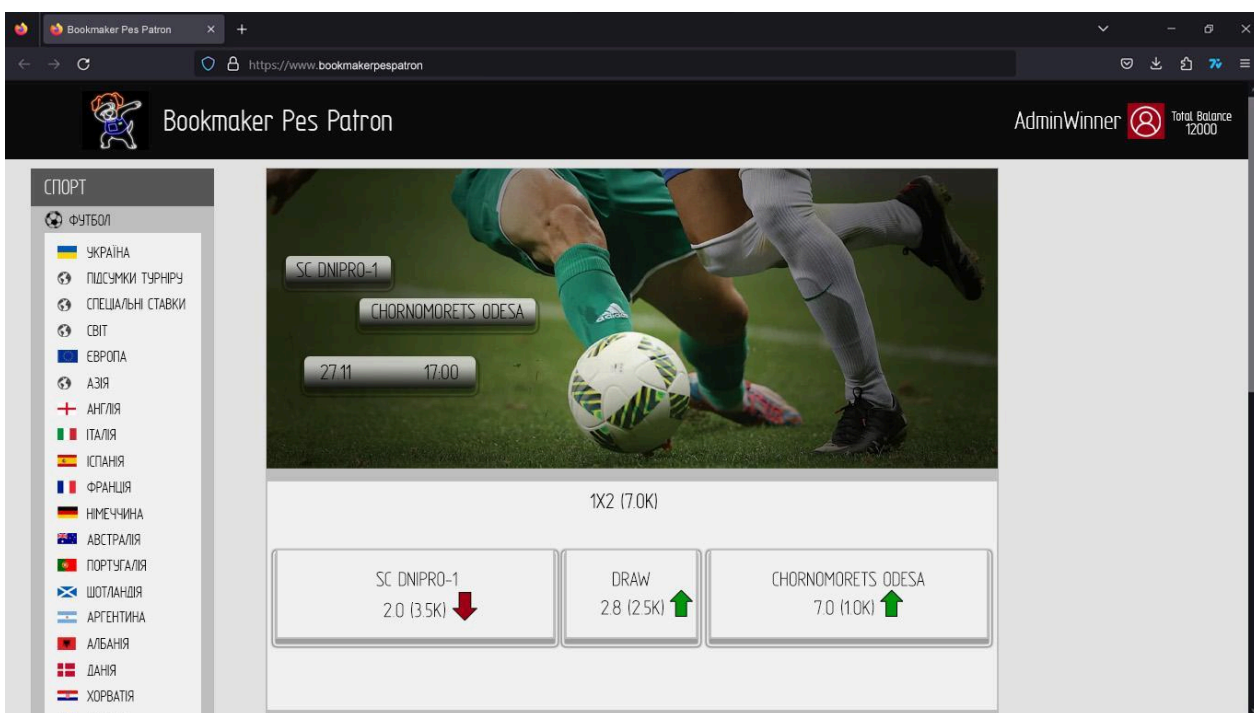 Bookmaker Pes Patron
https://www.bookmakerpespatron
Bookmaker Pes Patron
AdminWinner
Total Balance
12000
СПОРТ
ФУТБОЛ
УКРАЇНА
ПІДСУМКИ ТУРНІРУ
СПЕЦІАЛЬНІ СТАВКИ
СВІТ
ЕВРОПА
АЗІЯ
АНГЛІЯ
ІТАЛІЯ
ІСПАНІЯ
ФРАНЦІЯ
НІМЕЧЧИНА
АВСТРАЛІЯ
ПОРТУГАЛІЯ
ШОТЛАНДІЯ
АРГЕНТИНА
АЛБАНІЯ
ДАНІЯ
ХОРВАТІЯ
SC DNIPRO-1
CHORNOMORETS ODESA
27.11 17:00
adidas
1X2 (7.0K)
SC DNIPRO-1
2.0 (3.5K)
DRAW
2.8 (2.5K)
CHORNOMORETS ODESA
7.0 (1.0K)